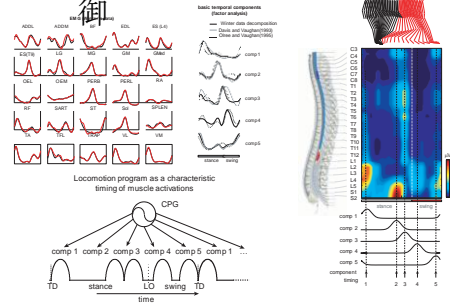 御
EM G (Winter data)
ADDL ADDM BF EDL ES (L4)
ES(T9) LG MG GM GMed
OEL OEM PERB PERL RA
RF SART ST Sol SPLEN
TA TFL TRAP VL VM
basic temporal components
(factor analysis)
Winter data decomposition
Davis and Vaughan(1993)
Olree and Vaughan(1995)
comp 1
comp 2
comp 3
comp 4
comp5
stance swing
Locomotion program as a characteristic
timing of muscle activations
CPG
comp 1 comp 2 comp 3 comp 4 comp 5 comp 1 ...
TD stance LO swing TD
time
C3
C4
C5
C6
C7
C8
T1
T2
T3
T4
T5
T6
T7
T8
T9
T10
T11
T12
L1
L2
L3
L4
L5
S1
S2
stance swing
comp 1
comp 2
comp 3
comp 4
comp 5
component
timing
1 2 3 4 5